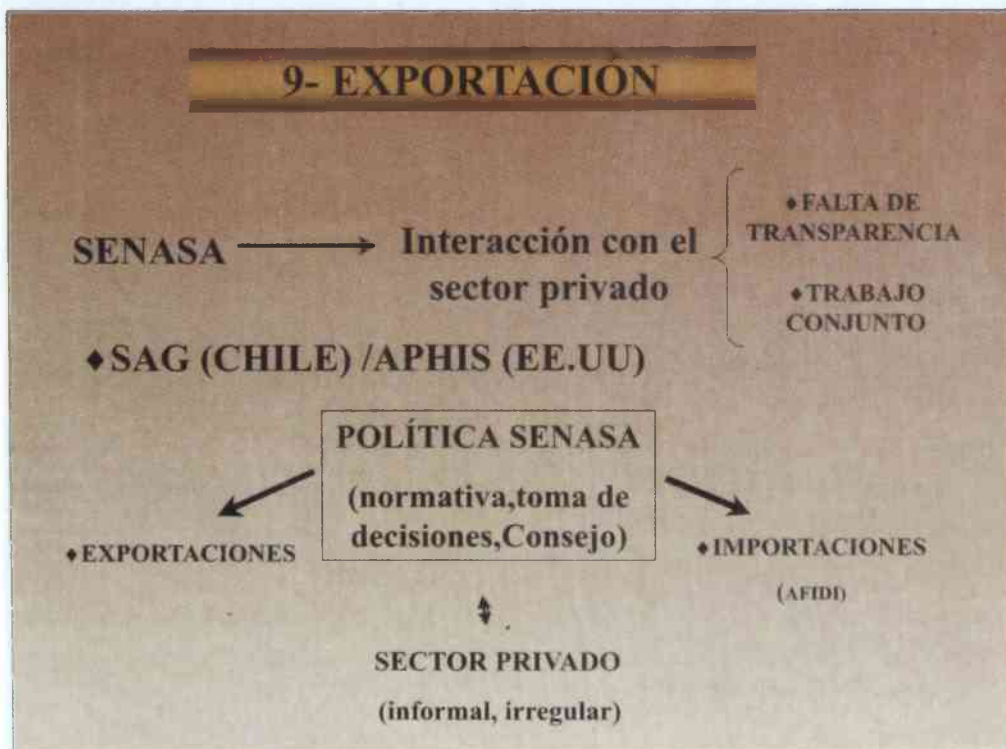 9- EXPORTACIÓN
SENASA
Interacción con el
sector privado
♦FALTA DE
TRANSPARENCIA
♦TRABAJO
CONJUNTO
♦SAG (CHILE) /APHIS (EE.UU)
POLÍTICA SENASA
(normativa,toma de
decisiones,Consejo)
♦EXPORTACIONES
♦IMPORTACIONES
(AFIDI)
SECTOR PRIVADO
(informal, irregular)